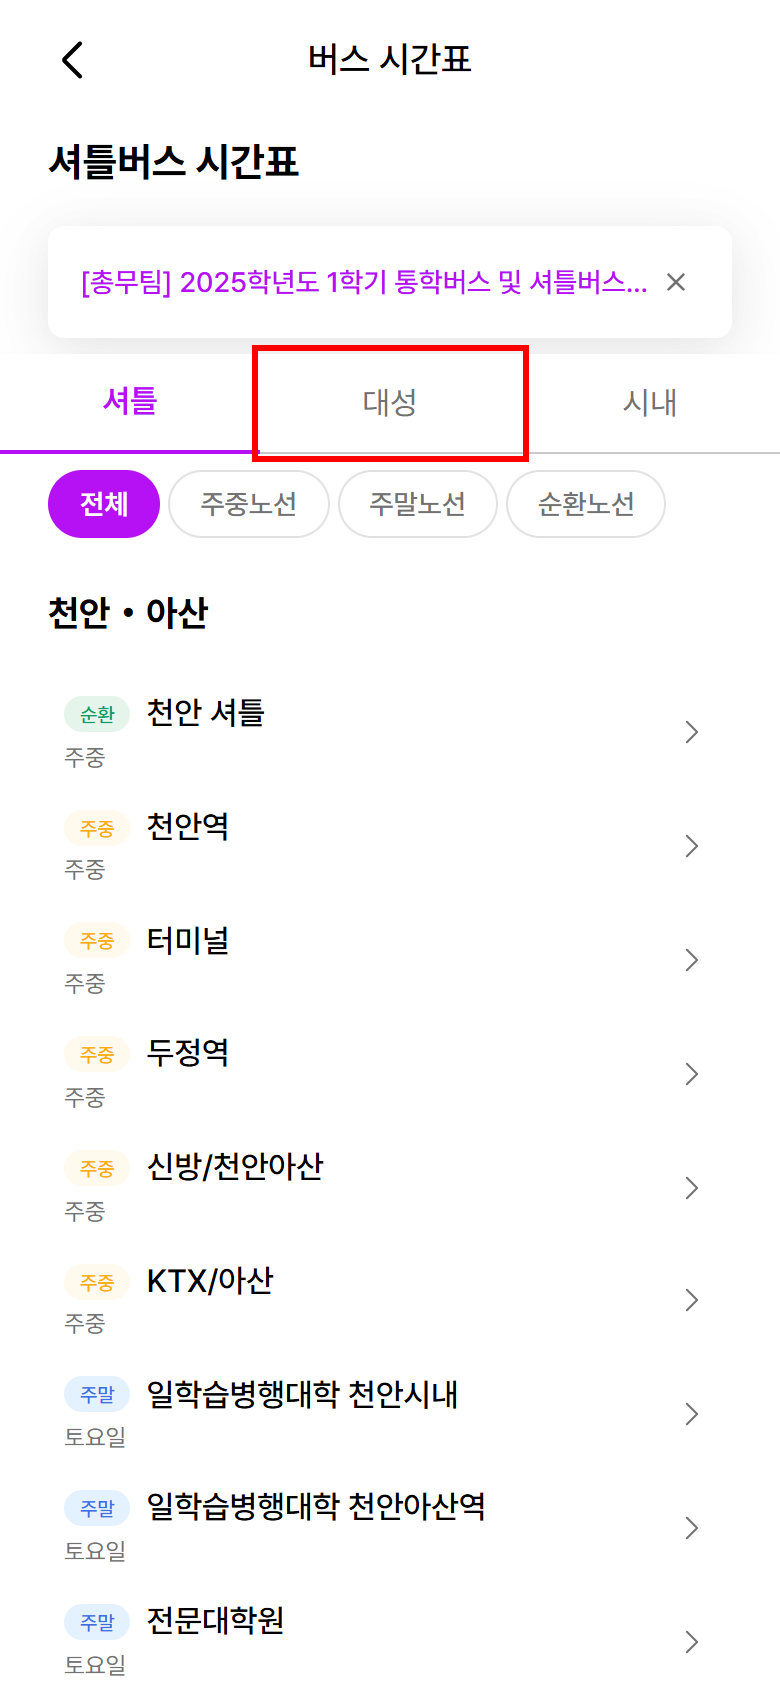 버스 시간표
셔틀버스 시간표
[총무팀] 2025학년도 1학기 통학버스 및 셔틀버스...
셔틀 대성 시내
전체 주중노선 주말노선 순환노선
천안 • 아산
순환 천안 셔틀
주중
주중 천안역
주중
주중 터미널
주중
주중 두정역
주중
주중 신방/천안아산
주중
주중 KTX/아산
주중
주말 일학습병행대학 천안시내
토요일
주말 일학습병행대학 천안아산역
토요일
주말 전문대학원
토요일